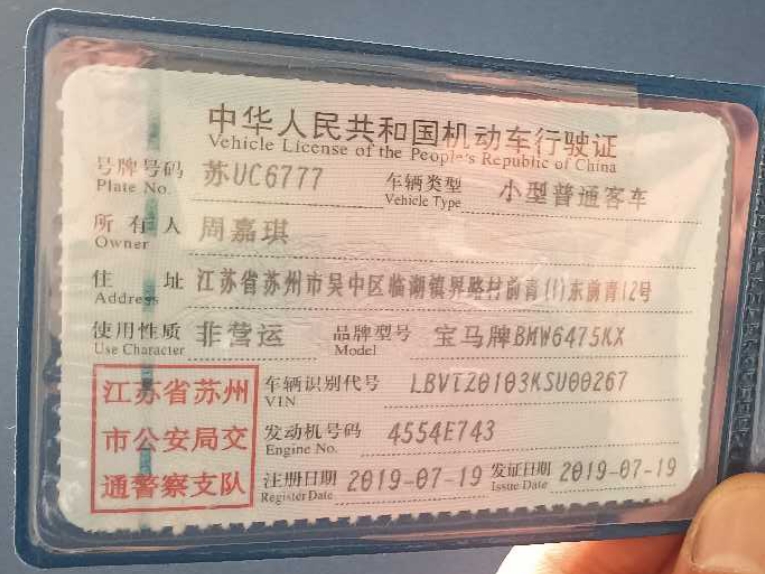 中华人民共和国机动车行驶证
Vehicle License of the People's Republic of China
号牌号码 苏UC6777 车辆类型 小型普通客车
Plate No. Vehicle Type
所有人 周嘉琪
Owner
住址 江苏省苏州市吴中区临湖镇界路村前青(1)东前青12号
Address
使用性质 非营运 品牌型号 宝马牌BMW6475KX
Use Character Model
江苏省苏州 车辆识别代号 LBVTZ0103KSU00267
VIN
市公安局交 发动机号码 4554E743
Engine No.
通警察支队 注册日期 2019-07-19 发证日期 2019-07-19
Register Date Issue Date